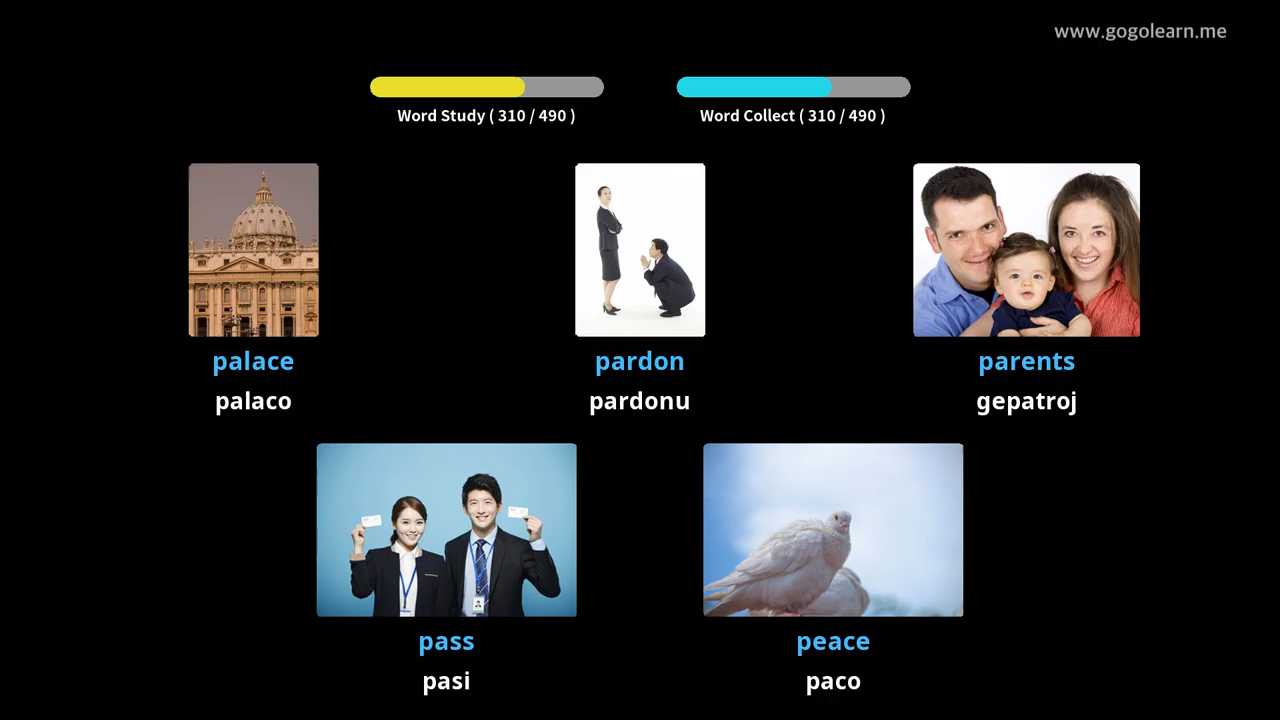 www.gogolearn.me
Word Study ( 310 / 490 )
Word Collect ( 310 / 490 )
palace
palaco
pardon
pardonu
parents
gepatroj
pass
pasi
peace
paco